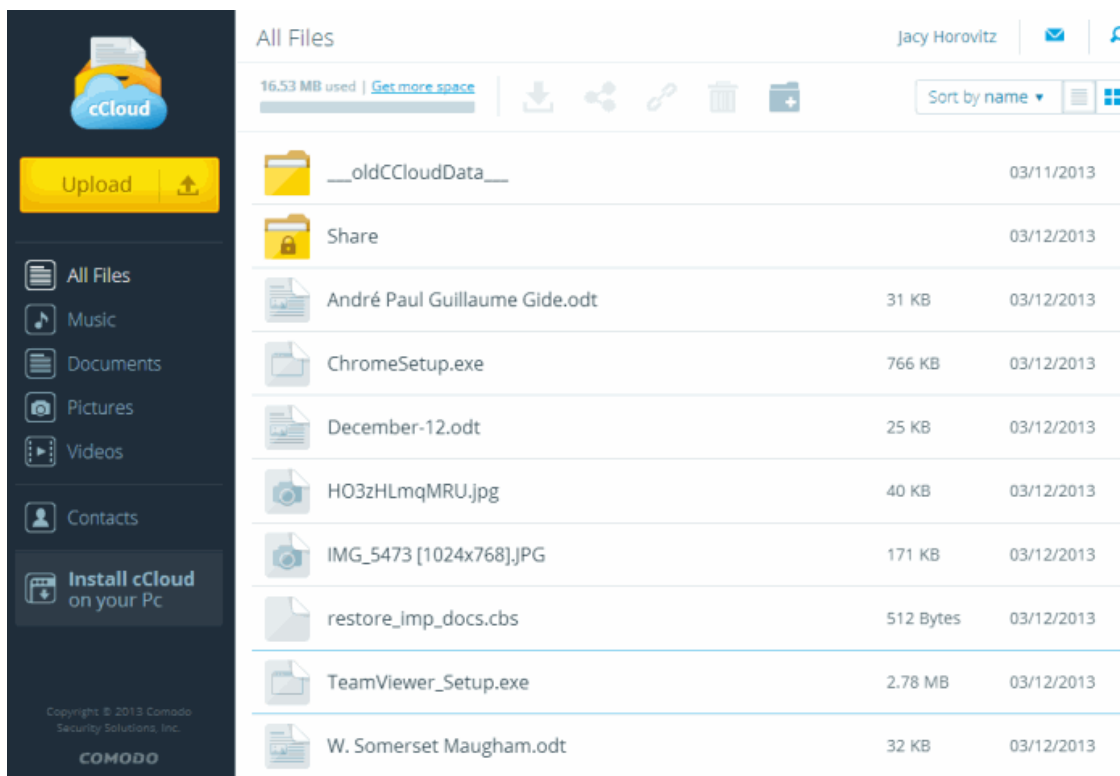 cCloud
Upload
All Files
Music
Documents
Pictures
Videos
Contacts
Install cCloud
on your Pc
Copyright © 2013 Comodo
Security Solutions, Inc.
COMODO
All Files
Jacy Horovitz
16.53 MB used | Get more space
Sort by name
___oldCCloudData___ 03/11/2013
Share 03/12/2013
André Paul Guillaume Gide.odt 31 KB 03/12/2013
ChromeSetup.exe 766 KB 03/12/2013
December-12.odt 25 KB 03/12/2013
HO3zHLmqMRU.jpg 40 KB 03/12/2013
IMG_5473 [1024x768].JPG 171 KB 03/12/2013
restore_imp_docs.cbs 512 Bytes 03/12/2013
TeamViewer_Setup.exe 2.78 MB 03/12/2013
W. Somerset Maugham.odt 32 KB 03/12/2013